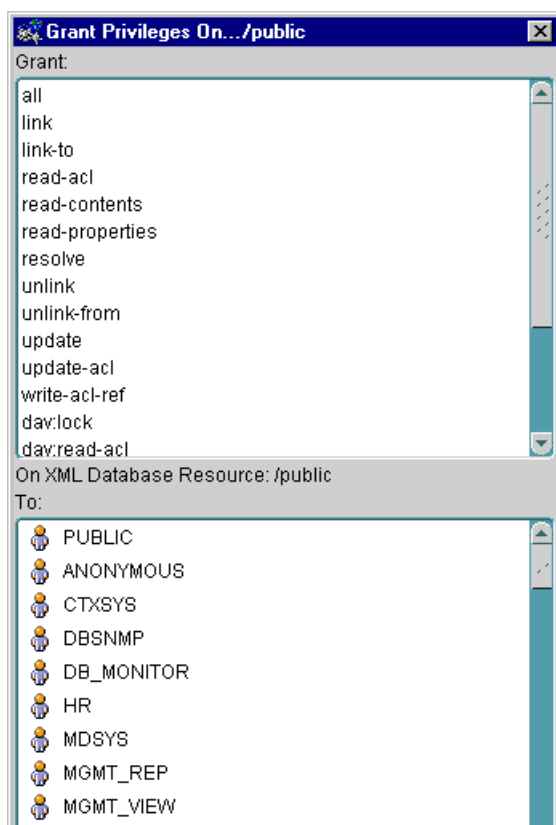 Grant Privileges On.../public
Grant:
all
link
link-to
read-acl
read-contents
read-properties
resolve
unlink
unlink-from
update
update-acl
write-acl-ref
dav:lock
dav:read-acl
On XML Database Resource: /public
To:
PUBLIC
ANONYMOUS
CTXSYS
DBSNMP
DB_MONITOR
HR
MDSYS
MGMT_REP
MGMT_VIEW